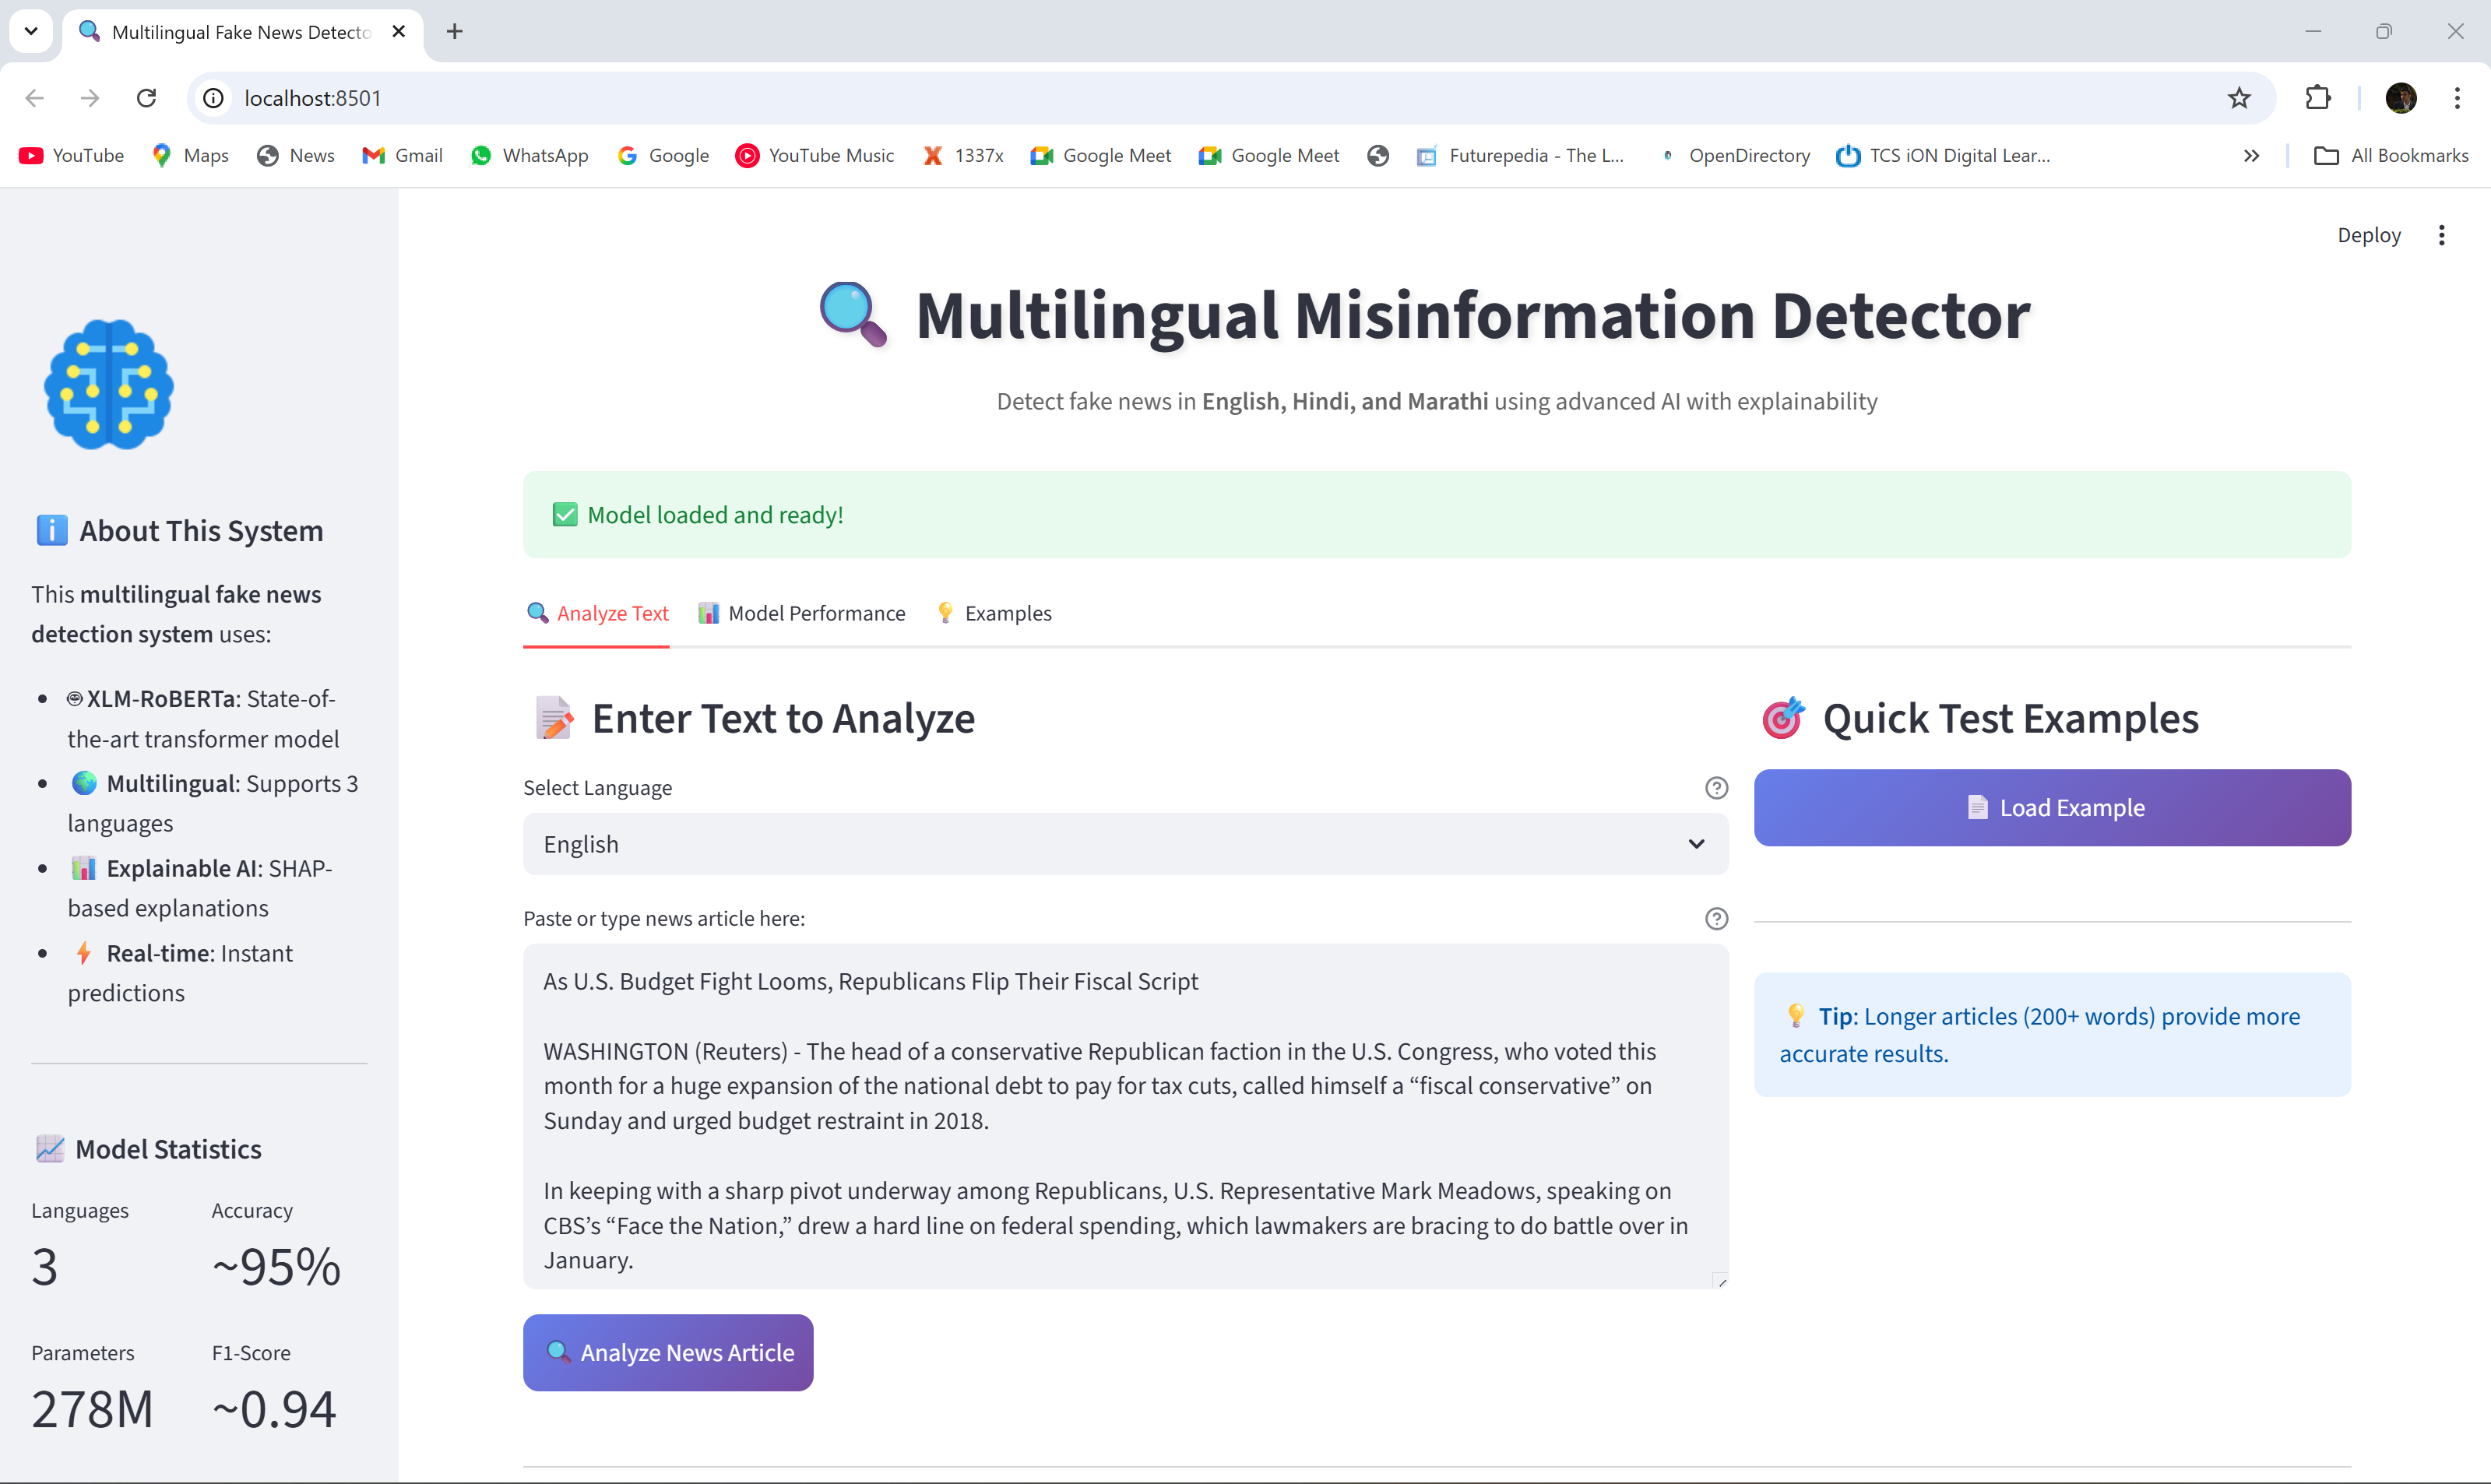 Multilingual Fake News Detecto
localhost:8501
YouTube
Maps
News
Gmail
WhatsApp
Google
YouTube Music
1337x
Google Meet
Google Meet
Futurepedia - The L...
OpenDirectory
TCS iON Digital Lear...
All Bookmarks
Deploy
About This System
This multilingual fake news
detection system uses:
XLM-RoBERTa: State-of-
the-art transformer model
Multilingual: Supports 3
languages
Explainable AI: SHAP-
based explanations
Real-time: Instant
predictions
Model Statistics
Languages
3
Accuracy
~95%
Parameters
278M
F1-Score
~0.94
Multilingual Misinformation Detector
Detect fake news in English, Hindi, and Marathi using advanced AI with explainability
Model loaded and ready!
Analyze Text
Model Performance
Examples
Enter Text to Analyze
Select Language
English
Paste or type news article here:
As U.S. Budget Fight Looms, Republicans Flip Their Fiscal Script
WASHINGTON (Reuters) - The head of a conservative Republican faction in the U.S. Congress, who voted this
month for a huge expansion of the national debt to pay for tax cuts, called himself a “fiscal conservative” on
Sunday and urged budget restraint in 2018.
In keeping with a sharp pivot underway among Republicans, U.S. Representative Mark Meadows, speaking on
CBS’s “Face the Nation,” drew a hard line on federal spending, which lawmakers are bracing to do battle over in
January.
Analyze News Article
Quick Test Examples
Load Example
Tip: Longer articles (200+ words) provide more
accurate results.